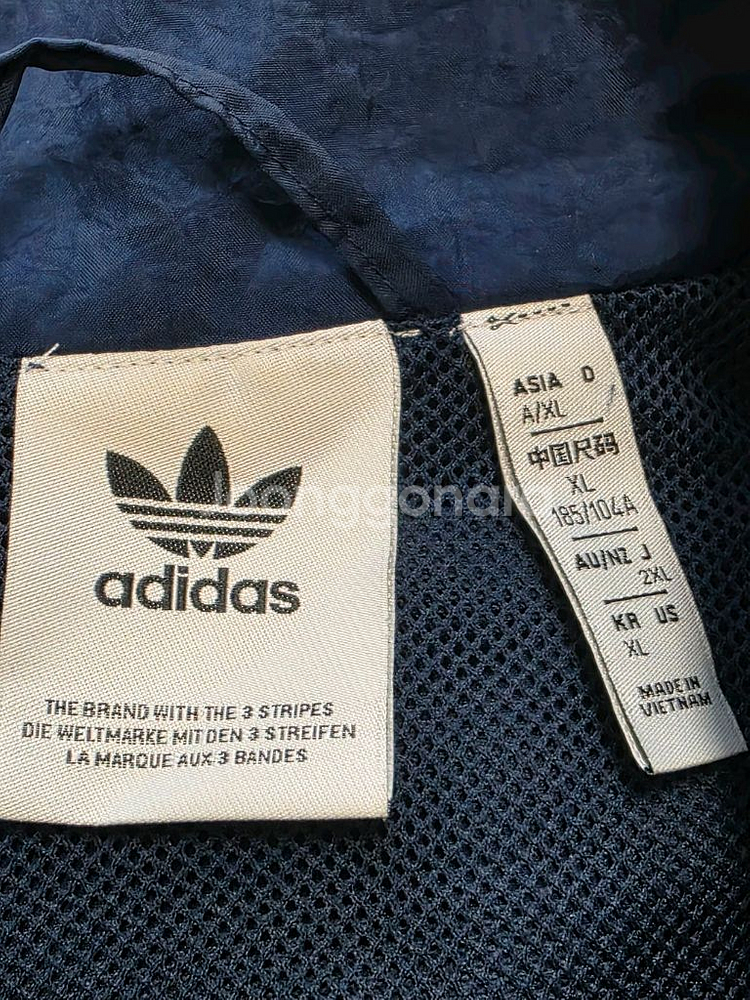 adidas
THE BRAND WITH THE 3 STRIPES
DIE WELTMARKE MIT DEN 3 STREIFEN
LA MARQUE AUX 3 BANDES
ASIA D
A/XL
中国尺码
XL
185/104A
AU/NZ J
2XL
KR US
XL
MADE IN
VIETNAM